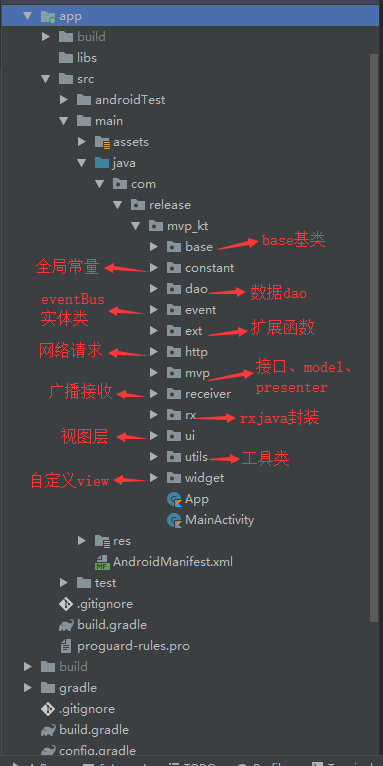 app
build
libs
src
androidTest
main
assets
java
com
release
mvp_kt
base base基类
全局常量 constant
dao 数据dao
eventBus
实体类 event
ext 扩展函数
网络请求 http
mvp 接口、model、
presenter
广播接收 receiver
rx rxjava封装
视图层 ui
utils 工具类
自定义view widget
App
MainActivity
res
MF AndroidManifest.xml
test
.gitignore
build.gradle
proguard-rules.pro
build
gradle
.gitignore
build.gradle
config.gradle